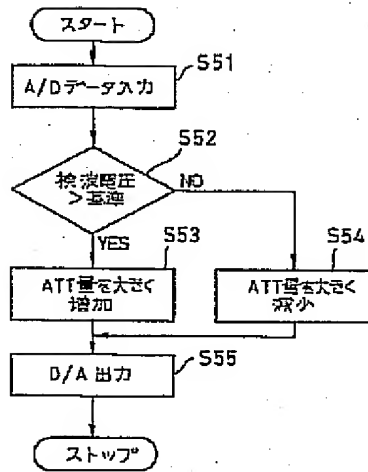 スタート
S51
A/Dデータ入力
S52
検波電圧
>基準
NO
YES
S53
S54
ATT量を大きく
増加
ATT量を大きく
減少
S55
D/A 出力
ストップ